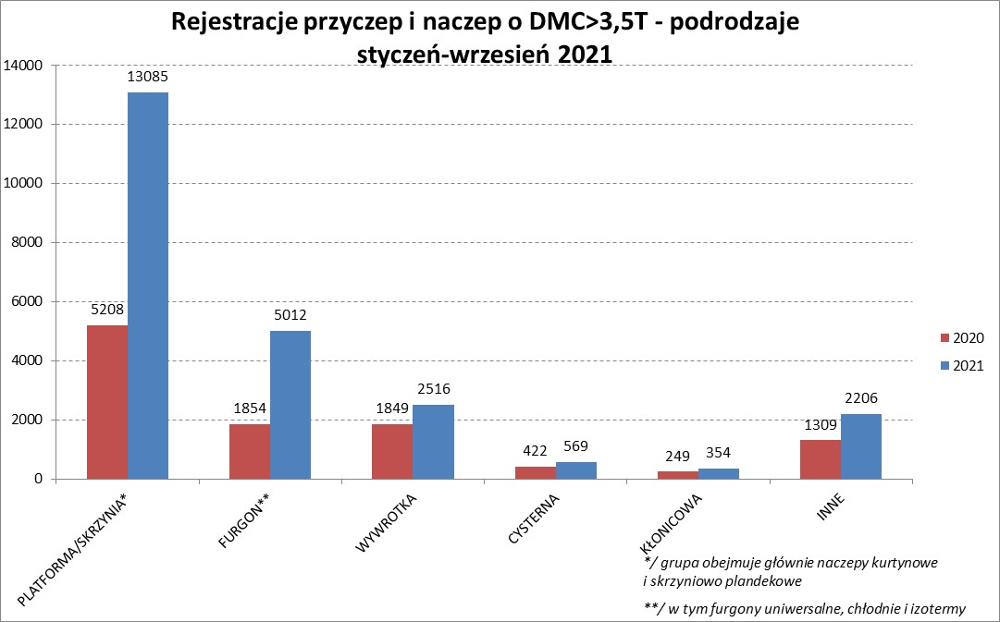 Rejestracje przyczep i naczep o DMC>3,5T - podrodzaje
styczeń-wrzesień 2021
14000
12000
10000
8000
6000
4000
2000
0
13085
5208
5012
1854
1849
2516
422
569
249
354
1309
2206
2020
2021
PLATFORMA/SKRZYNIA*
FURGON**
WYWROTKA
CYSTERNA
KŁONICOWA
INNE
*/ grupa obejmuje głównie naczepy kurtynowe
i skrzyniowo plandekowe
**/ w tym furgony uniwersalne, chłodnie i izotermy